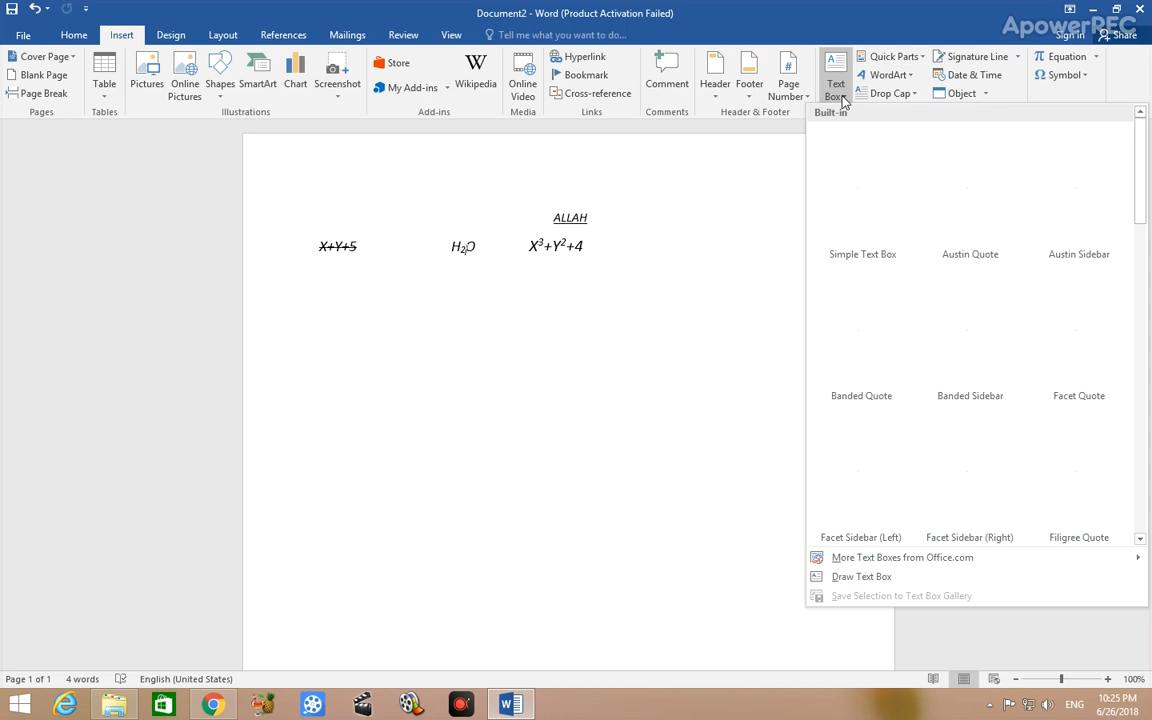 Document2 - Word (Product Activation Failed)
ApowerREC
File Home Insert Design Layout References Mailings Review View Tell me what you want to do... Sign in Share
Cover Page
Blank Page
Page Break
Pages
Table
Tables
Pictures
Online Pictures
Shapes
SmartArt
Chart
Screenshot
Illustrations
Store
My Add-ins
Wikipedia
Add-ins
Online Video
Media
Hyperlink
Bookmark
Cross-reference
Links
Comment
Comments
Header
Footer
Page Number
Header & Footer
Text Box
Quick Parts
WordArt
Drop Cap
Signature Line
Date & Time
Object
Equation
Symbol
Built-in
Simple Text Box Austin Quote Austin Sidebar
Banded Quote Banded Sidebar Facet Quote
Facet Sidebar (Left) Facet Sidebar (Right) Filigree Quote
More Text Boxes from Office.com
Draw Text Box
Save Selection to Text Box Gallery
ALLAH
X+Y+5 H₂O X³+Y²+4
Page 1 of 1 4 words English (United States) 100%
ENG
10:25 PM
6/26/2018